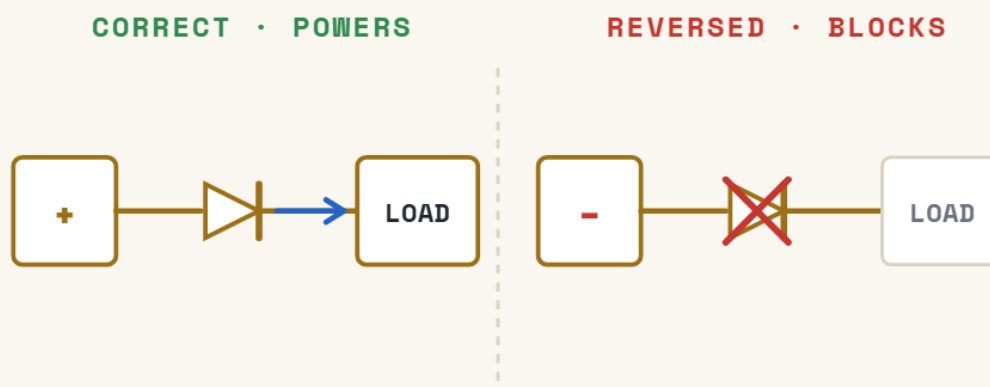 CORRECT · POWERS
+
LOAD
REVERSED · BLOCKS
-
LOAD